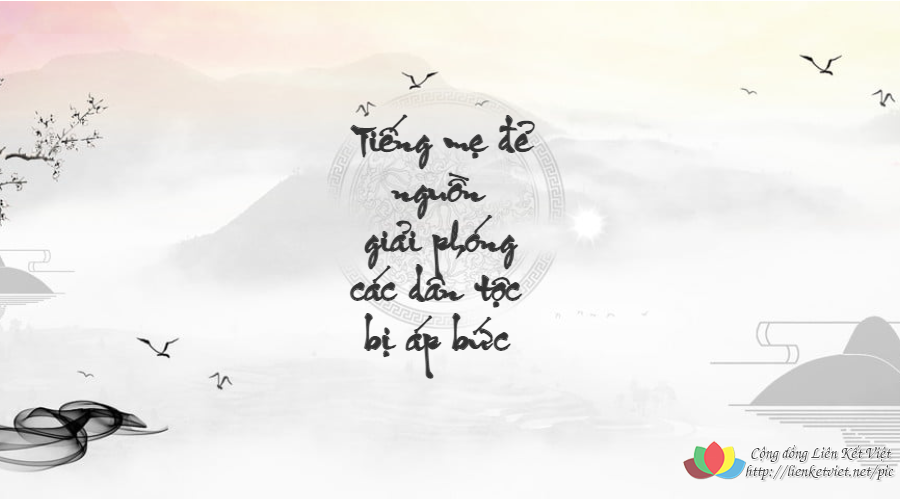 Tiếng mẹ đẻ
nguồn
giải phóng
các dân tộc
bị áp bức
Cộng đồng Liên Kết Việt
http://lienketviet.net/pic